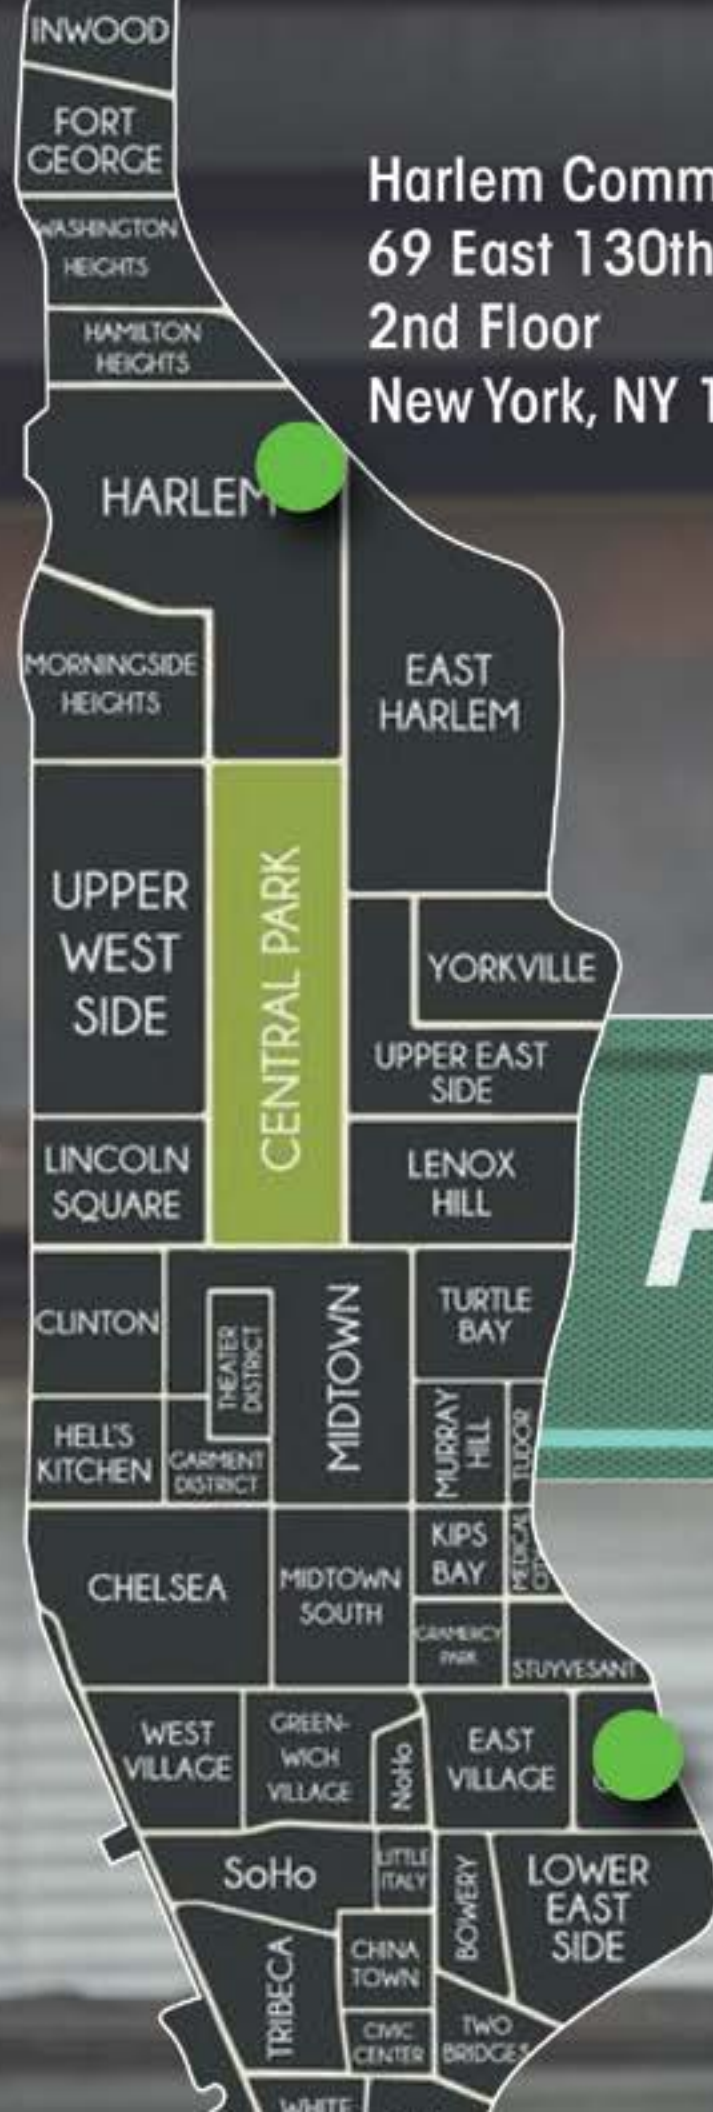 INWOOD
FORT
GEORGE
WASHINGTON
HEIGHTS
HAMILTON
HEIGHTS
Harlem Comm
69 East 130th
2nd Floor
New York, NY 1
HARLEM
MORNINGSIDE
HEIGHTS
EAST
HARLEM
UPPER
WEST
SIDE
CENTRAL PARK
YORKVILLE
UPPER EAST
SIDE
LINCOLN
SQUARE
LENOX
HILL
A
CLINTON
THEATER
DISTRICT
MIDTOWN
TURTLE
BAY
HELL'S
KITCHEN
GARMENT
DISTRICT
MURRAY
HILL
TUDOR
CHELSEA
MIDTOWN
SOUTH
KIPS
BAY
MEDICAL
CITY
GRAMERCY
PARK
STUYVESANT
WEST
VILLAGE
GREEN-
WICH
VILLAGE
NoHo
EAST
VILLAGE
SoHo
LITTLE
ITALY
BOWERY
LOWER
EAST
SIDE
TRIBECA
CHINA
TOWN
CIVIC
CENTER
TWO
BRIDGES
WHITE